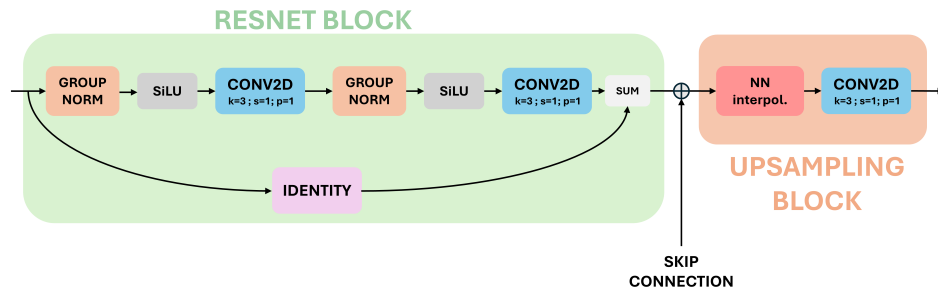 RESNET BLOCK
GROUP
NORM
SiLU
CONV2D
k=3 ; s=1; p=1
GROUP
NORM
SiLU
CONV2D
k=3 ; s=1; p=1
SUM
NN
interpol.
CONV2D
k=3 ; s=1; p=1
IDENTITY
UPSAMPLING
BLOCK
SKIP
CONNECTION